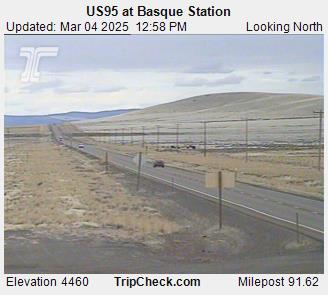 US95 at Basque Station
Updated: Mar 04 2025 12:58 PM Looking North
Elevation 4460 TripCheck.com Milepost 91.62